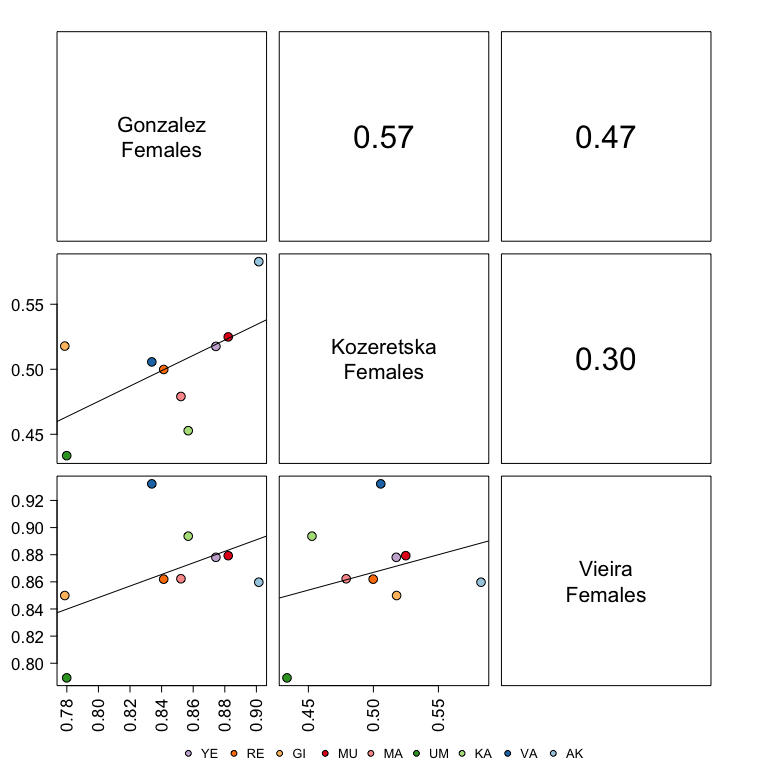 Gonzalez
Females
0.57
0.47
0.55
0.50
0.45
Kozeretska
Females
0.30
0.92
0.90
0.88
0.86
0.84
0.82
0.80
Vieira
Females
0.78 0.80 0.82 0.84 0.86 0.88 0.90
0.45 0.50 0.55
YE RE GI MU MA UM KA VA AK